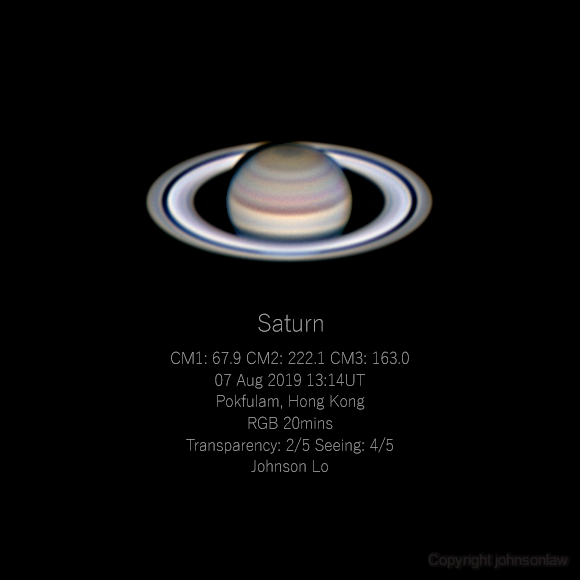 Saturn
CM1: 67.9 CM2: 222.1 CM3: 163.0
07 Aug 2019 13:14UT
Pokfulam, Hong Kong
RGB 20mins
Transparency: 2/5 Seeing: 4/5
Johnson Lo
Copyright johnsonlaw